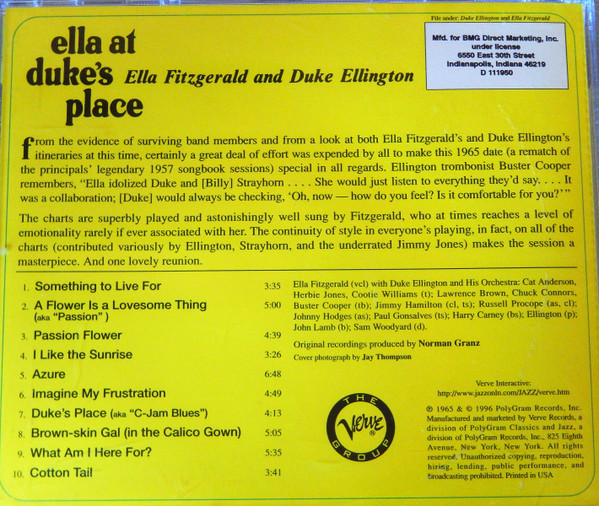 File under: Duke Ellington and Ella Fitzgerald
Mfd. for BMG Direct Marketing, Inc.
under license
6550 East 30th Street
Indianapolis, Indiana 46219
D 111950
ella at
duke's
place
Ella Fitzgerald and Duke Ellington
from the evidence of surviving band members and from a look at both Ella Fitzgerald's and Duke Ellington's
itineraries at this time, certainly a great deal of effort was expended by all to make this 1965 date (a rematch of
the principals' legendary 1957 songbook sessions) special in all regards. Ellington trombonist Buster Cooper
remembers, "Ella idolized Duke and [Billy] Strayhorn . . . . She would just listen to everything they'd say. . . . It
was a collaboration; [Duke] would always be checking, 'Oh, now — how do you feel? Is it comfortable for you?'"
The charts are superbly played and astonishingly well sung by Fitzgerald, who at times reaches a level of
emotionality rarely if ever associated with her. The continuity of style in everyone's playing, in fact, on all of the
charts (contributed variously by Ellington, Strayhorn, and the underrated Jimmy Jones) makes the session a
masterpiece. And one lovely reunion.
1. Something to Live For 3:35
2. A Flower Is a Lovesome Thing 5:00
(aka "Passion")
3. Passion Flower 4:39
4. I Like the Sunrise 3:26
5. Azure 6:48
6. Imagine My Frustration 4:49
7. Duke's Place (aka "C-Jam Blues") 4:13
8. Brown-skin Gal (in the Calico Gown) 5:05
9. What Am I Here For? 5:35
10. Cotton Tail 3:41
Ella Fitzgerald (vcl) with Duke Ellington and His Orchestra: Cat Anderson,
Herbie Jones, Cootie Williams (t); Lawrence Brown, Chuck Connors,
Buster Cooper (tb); Jimmy Hamilton (cl, ts); Russell Procope (as, cl);
Johnny Hodges (as); Paul Gonsalves (ts); Harry Carney (bs); Ellington (p);
John Lamb (b); Sam Woodyard (d).
Original recordings produced by Norman Granz
Cover photograph by Jay Thompson
THE
Verve®
GROUP
Verve Interactive:
http://www.jazzonln.com/JAZZ/verve.htm
℗ 1965 & © 1996 PolyGram Records, Inc.
Manufactured and marketed by Verve Records, a
division of PolyGram Classics and Jazz, a
division of PolyGram Records, Inc., 825 Eighth
Avenue, New York, New York. All rights
reserved. Unauthorized copying, reproduction,
hiring, lending, public performance, and
broadcasting prohibited. Printed in USA